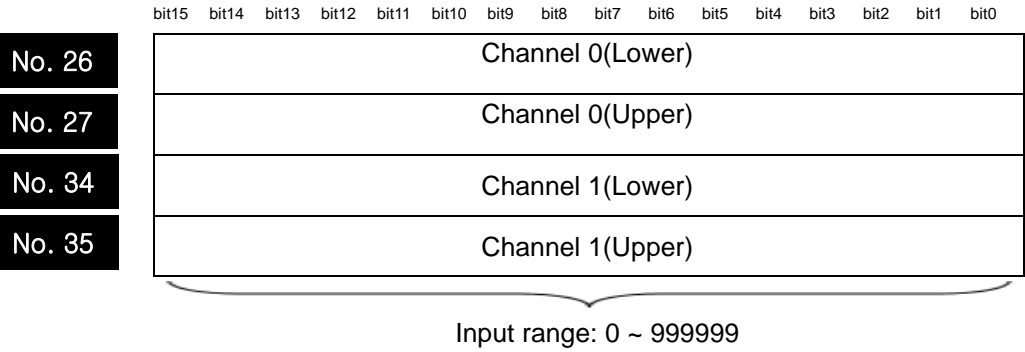 bit15 bit14 bit13 bit12 bit11 bit10 bit9 bit8 bit7 bit6 bit5 bit4 bit3 bit2 bit1 bit0
No. 26 Channel 0(Lower)
No. 27 Channel 0(Upper)
No. 34 Channel 1(Lower)
No. 35 Channel 1(Upper)
Input range: 0 ~ 999999